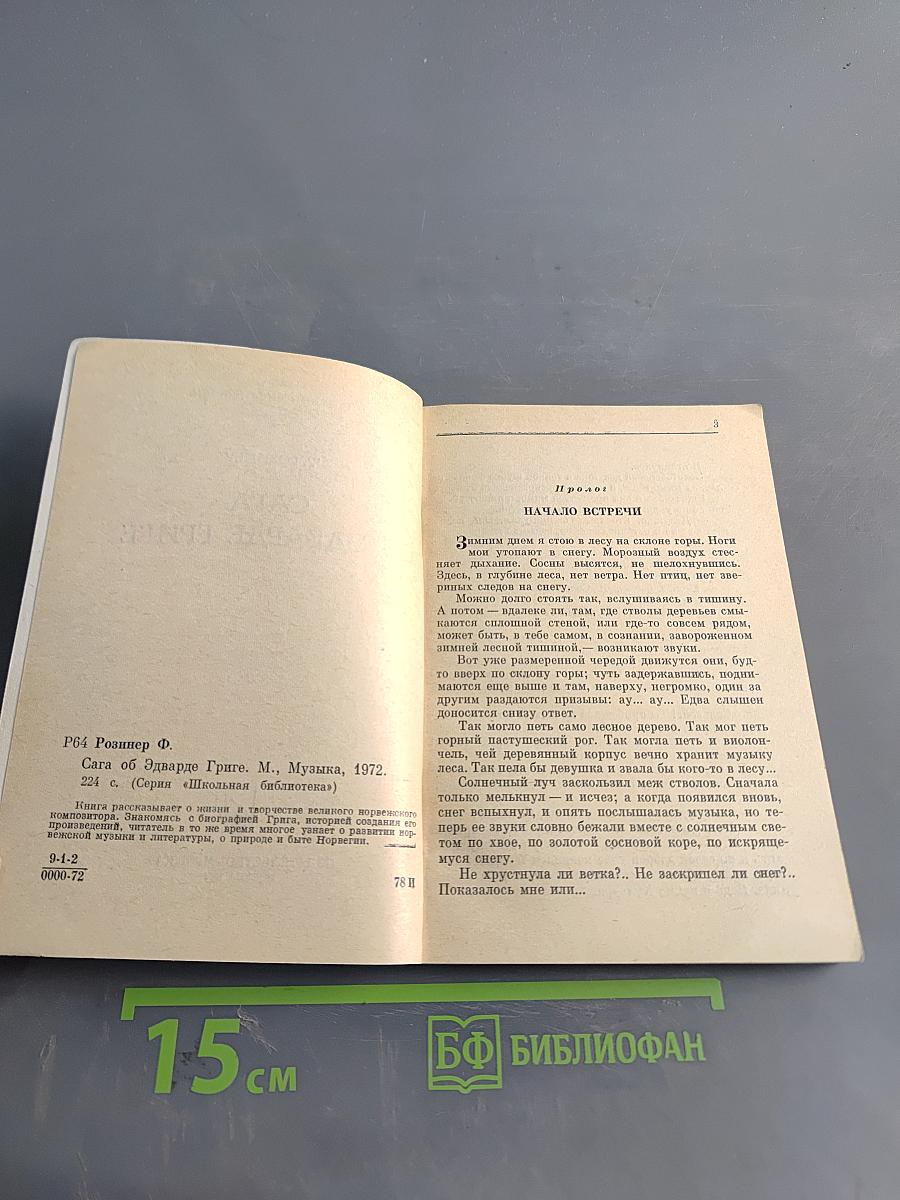 Р64 Розинер Ф.
Сага об Эдварде Григе. М., Музыка, 1972.
224 с. (Серия «Школьная библиотека»)
Книга рассказывает о жизни и творчестве великого норвежского
композитора. Знакомясь с биографией Грига, историей создания его
произведений, читатель в то же время многое узнает о развитии нор-
вежской музыки и литературы, о природе и быте Норвегии.
9-1-2
0000-72
78И
3
Пролог
НАЧАЛО ВСТРЕЧИ
Зимним днем я стою в лесу на склоне горы. Ноги
мои утопают в снегу. Морозный воздух стес-
няет дыхание. Сосны высятся, не шелохнувшись.
Здесь, в глубине леса, нет ветра. Нет птиц, нет зве-
риных следов на снегу.
Можно долго стоять так, вслушиваясь в тишину.
А потом — вдалеке ли, там, где стволы деревьев смы-
каются сплошной стеной, или где-то совсем рядом,
может быть, в тебе самом, в сознании, завороженном
зимней лесной тишиной,— возникают звуки.
Вот уже размеренной чередой движутся они, буд-
то вверх по склону горы; чуть задержавшись, подни-
маются еще выше и там, наверху, негромко, один за
другим раздаются призывы: ау... ау... Едва слышен
доносится снизу ответ.
Так могло петь само лесное дерево. Так мог петь
горный пастушеский рог. Так могла петь и виолон-
чель, чей деревянный корпус вечно хранит музыку
леса. Так пела бы девушка и звала бы кого-то в лесу...
Солнечный луч заскользил меж стволов. Сначала
только мелькнул — и исчез; а когда появился вновь,
снег вспыхнул, и опять послышалась музыка, но те-
перь ее звуки словно бежали вместе с солнечным све-
том по хвое, по золотой сосновой коре, по искряще-
муся снегу.
Не хрустнула ли ветка?.. Не заскрипел ли снег?..
Показалось мне или...
15 см
БФ БИБЛИОФАН